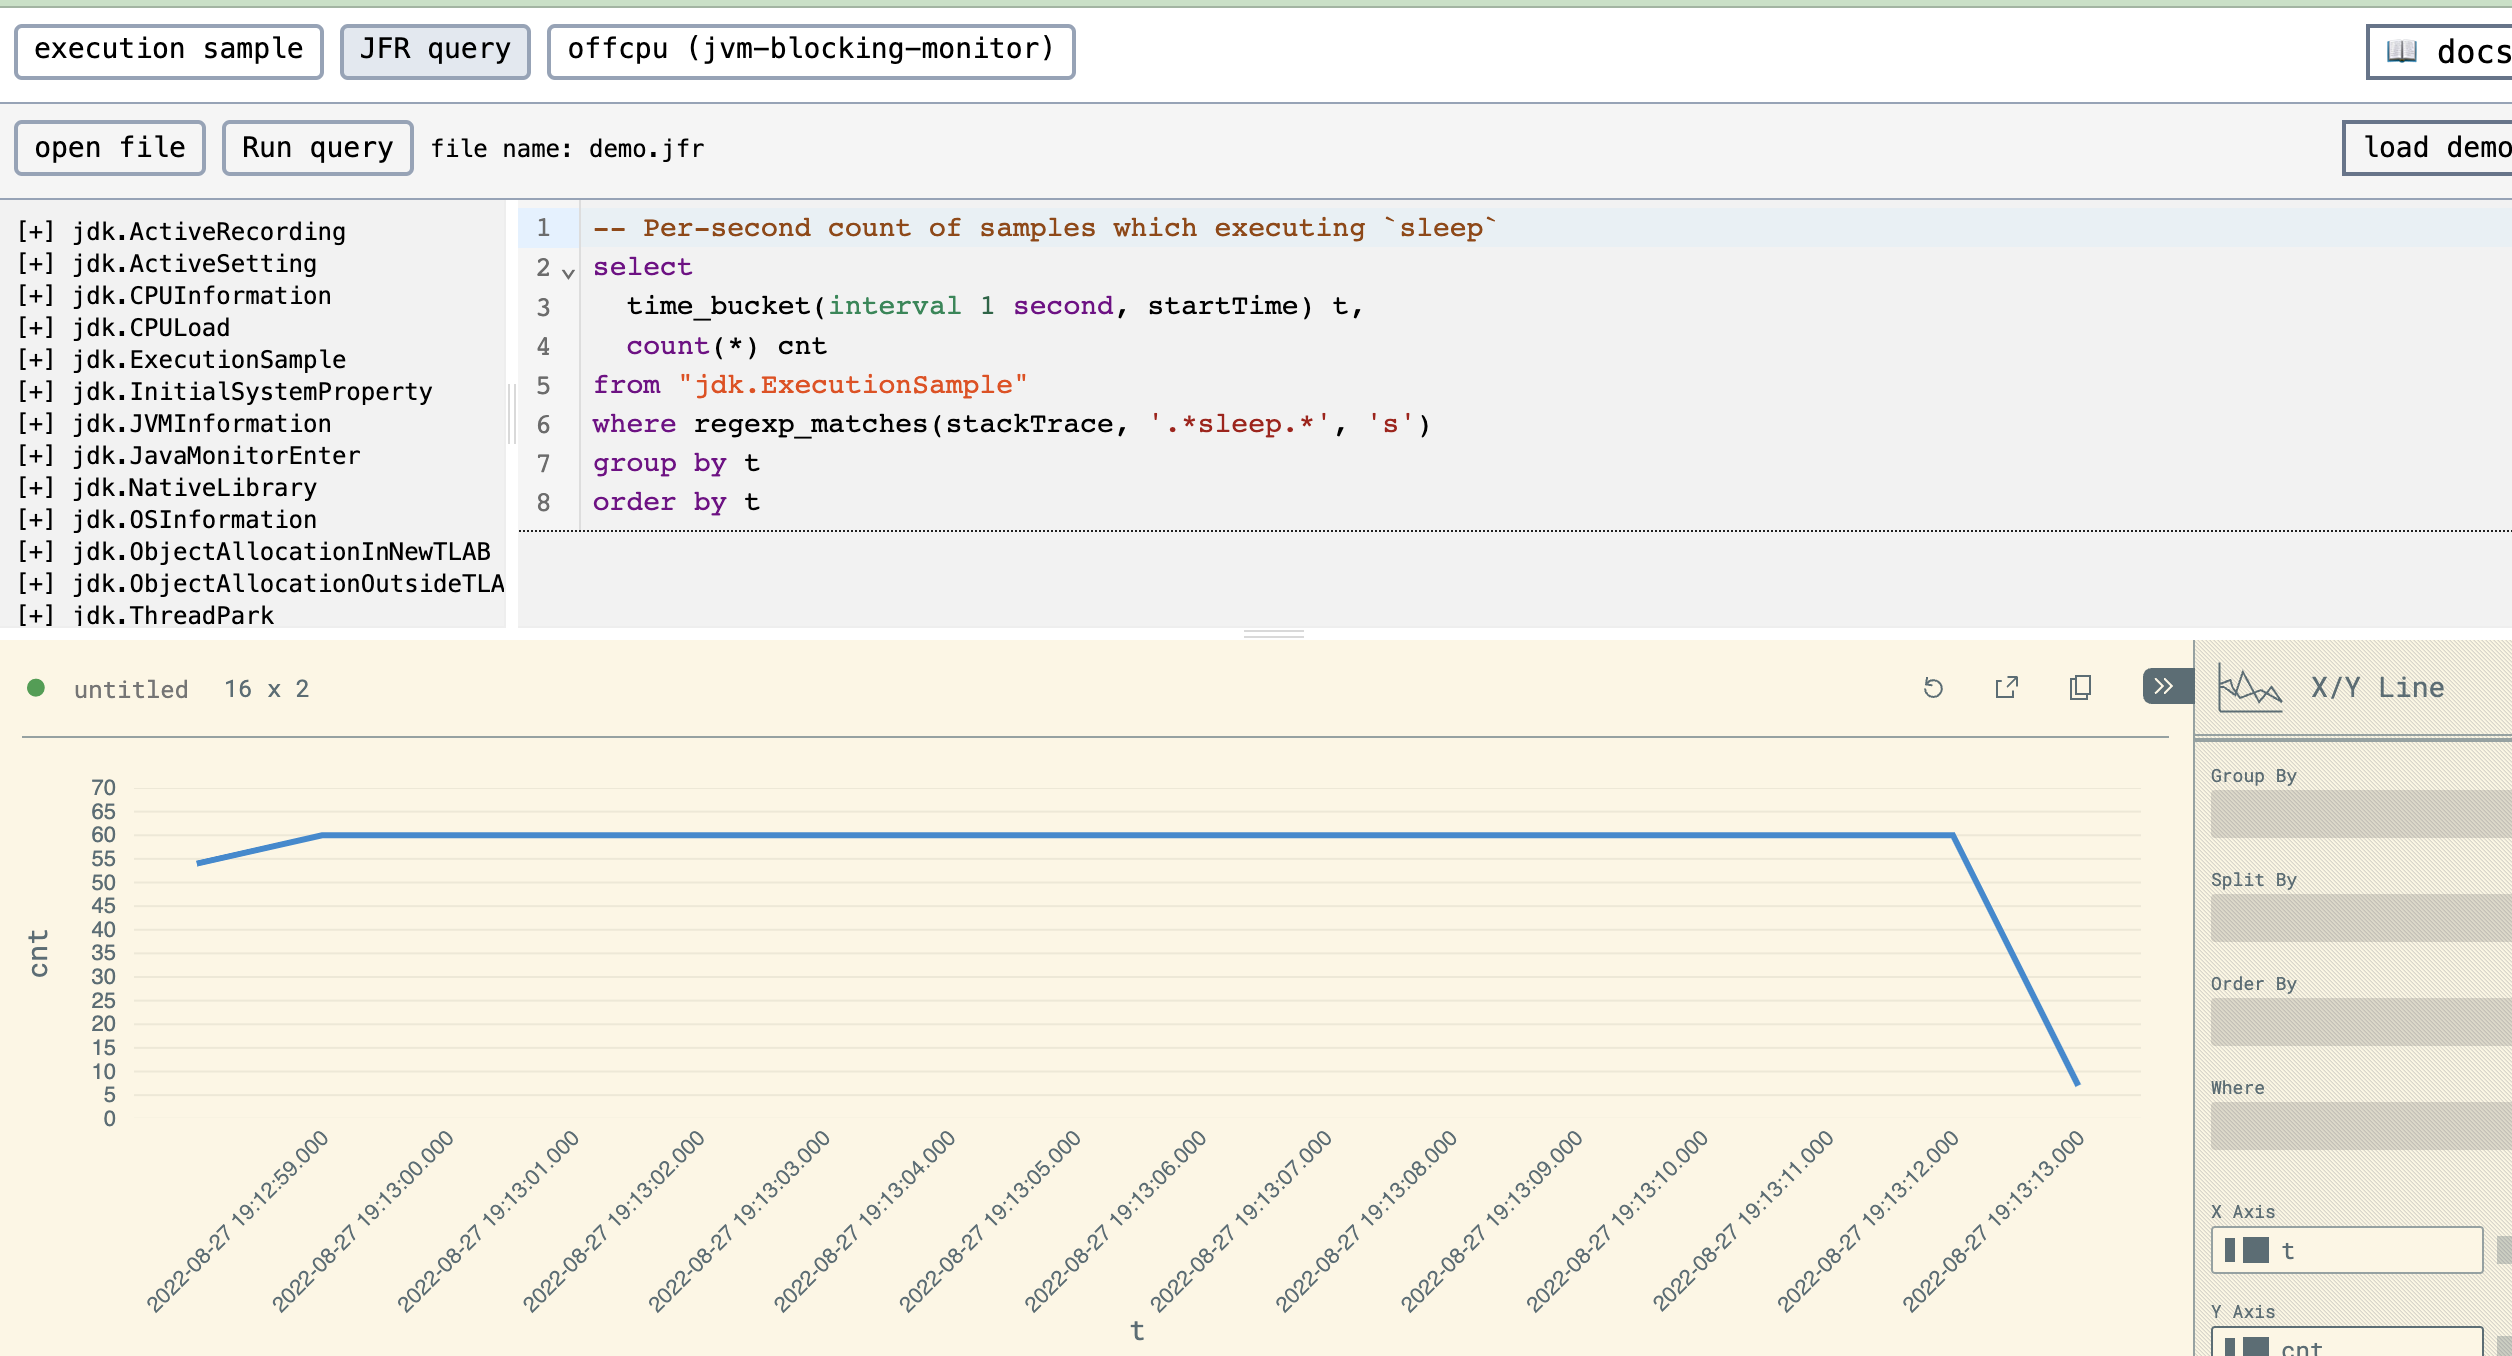 execution sample JFR query offcpu (jvm-blocking-monitor) 📖 docs
open file Run query file name: demo.jfr load demo
[+] jdk.ActiveRecording
[+] jdk.ActiveSetting
[+] jdk.CPUInformation
[+] jdk.CPULoad
[+] jdk.ExecutionSample
[+] jdk.InitialSystemProperty
[+] jdk.JVMInformation
[+] jdk.JavaMonitorEnter
[+] jdk.NativeLibrary
[+] jdk.OSInformation
[+] jdk.ObjectAllocationInNewTLAB
[+] jdk.ObjectAllocationOutsideTLA
[+] jdk.ThreadPark
1 -- Per-second count of samples which executing `sleep`
2 select
3 time_bucket(interval 1 second, startTime) t,
4 count(*) cnt
5 from "jdk.ExecutionSample"
6 where regexp_matches(stackTrace, '.*sleep.*', 's')
7 group by t
8 order by t
untitled 16 x 2
70
65
60
55
50
45
40
35
30
25
20
15
10
5
0
cnt
2022-08-27 19:12:59.000
2022-08-27 19:13:00.000
2022-08-27 19:13:01.000
2022-08-27 19:13:02.000
2022-08-27 19:13:03.000
2022-08-27 19:13:04.000
2022-08-27 19:13:05.000
2022-08-27 19:13:06.000
2022-08-27 19:13:07.000
2022-08-27 19:13:08.000
2022-08-27 19:13:09.000
2022-08-27 19:13:10.000
2022-08-27 19:13:11.000
2022-08-27 19:13:12.000
2022-08-27 19:13:13.000
t
X/Y Line
Group By
Split By
Order By
Where
X Axis
t
Y Axis
cnt